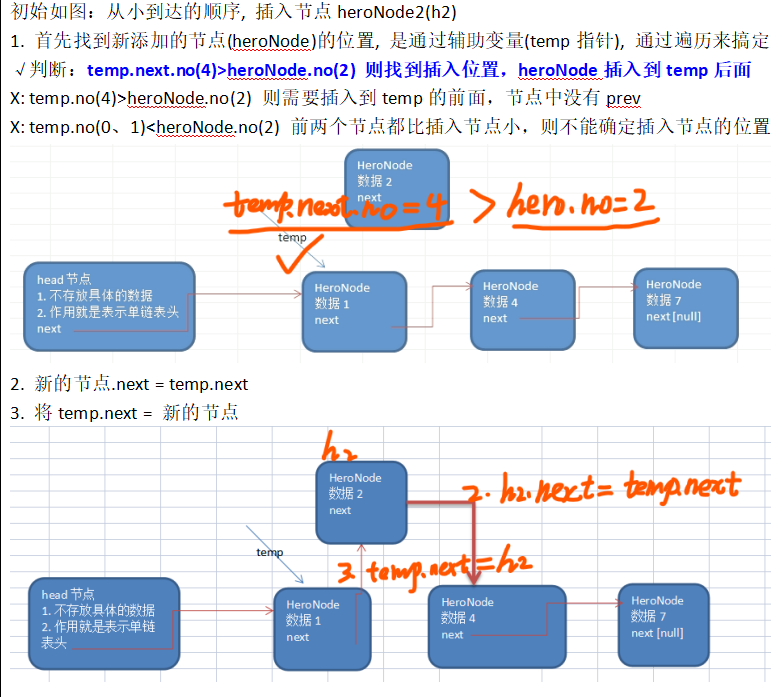 初始如图：从小到达的顺序, 插入节点 heroNode2(h2)
1. 首先找到新添加的节点(heroNode)的位置, 是通过辅助变量(temp 指针), 通过遍历来搞定
√判断：temp.next.no(4)>heroNode.no(2) 则找到插入位置，heroNode 插入到 temp 后面
X: temp.no(4)>heroNode.no(2) 则需要插入到 temp 的前面，节点中没有 prev
X: temp.no(0、1)<heroNode.no(2) 前两个节点都比插入节点小，则不能确定插入节点的位置
HeroNode
数据 2
next
temp.next.no=4 > hero.no=2
temp
head 节点
1. 不存放具体的数据
2. 作用就是表示单链表头
next
HeroNode
数据 1
next
HeroNode
数据 4
next
HeroNode
数据 7
next [null]
2. 新的节点.next = temp.next
3. 将 temp.next = 新的节点
h2
HeroNode
数据 2
next
2. h2.next = temp.next
temp
3. temp.next=h2
head 节点
1. 不存放具体的数据
2. 作用就是表示单链
表头
HeroNode
数据 1
next
HeroNode
数据 4
next
HeroNode
数据 7
next [null]